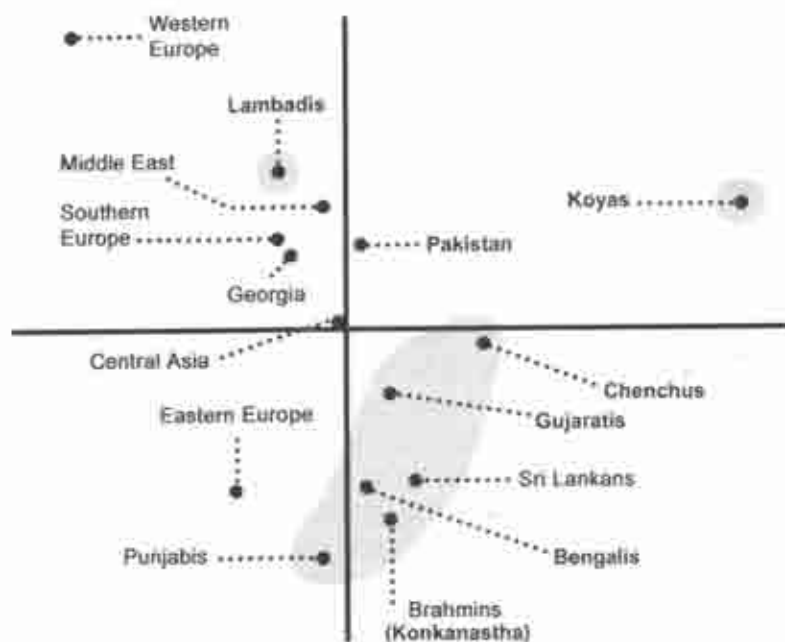 Western
Europe
Lambadis
Middle East
Koyas
Southern
Europe
Pakistan
Georgia
Central Asia
Chenchus
Eastern Europe
Gujaratis
Sri Lankans
Punjabis
Bengalis
Brahmins
(Konkanastha)